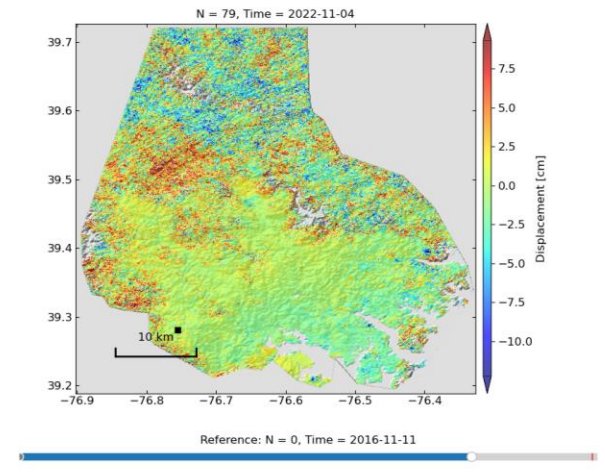 N = 79, Time = 2022-11-04
39.7
39.6
39.5
39.4
39.3
39.2
10 km
−76.9 −76.8 −76.7 −76.6 −76.5 −76.4
7.5
5.0
2.5
0.0
−2.5
−5.0
−7.5
−10.0
Displacement [cm]
Reference: N = 0, Time = 2016-11-11